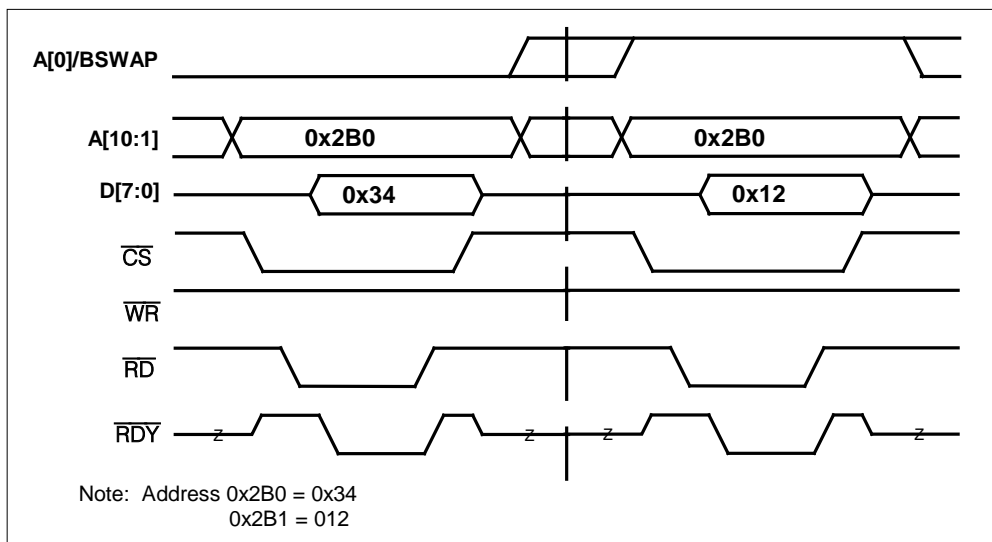 A[0]/BSWAP
A[10:1] 0x2B0 0x2B0
D[7:0] 0x34 0x12
CS
WR
RD
RDY Z Z Z Z
Note: Address 0x2B0 = 0x34
0x2B1 = 012